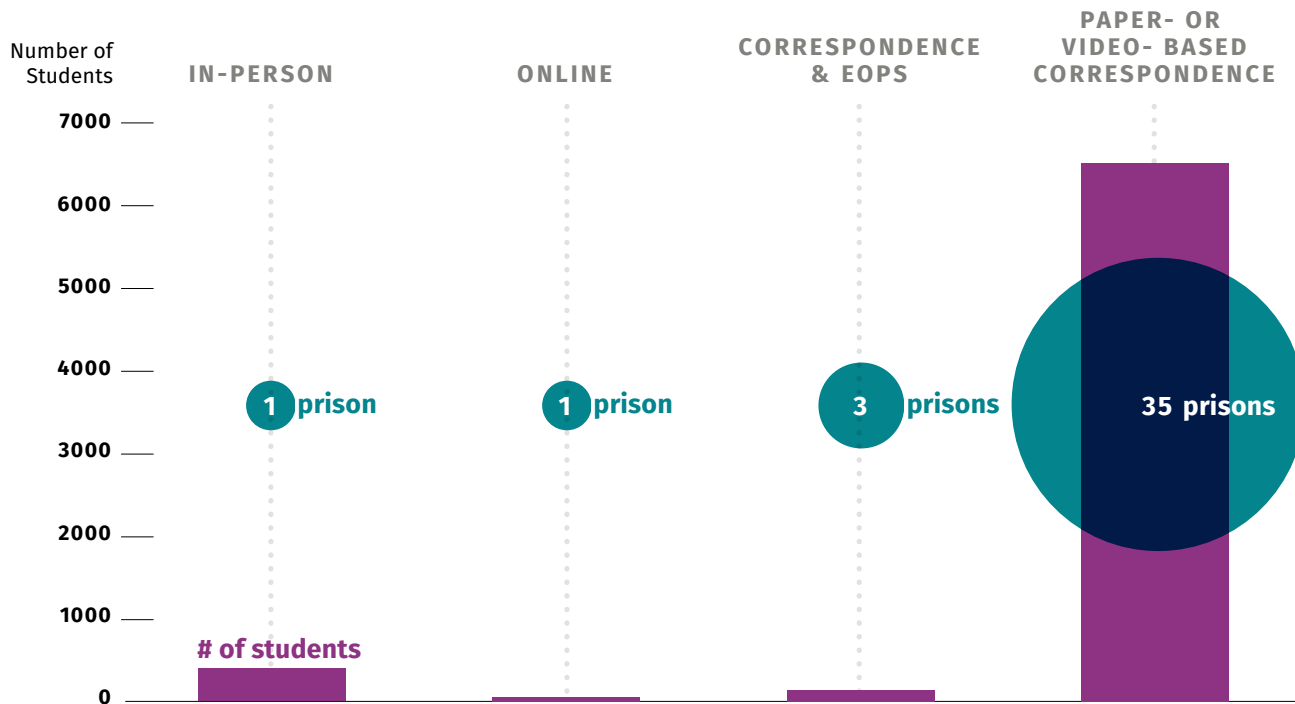 Number of
Students
IN-PERSON
ONLINE
CORRESPONDENCE
& EOPS
PAPER- OR
VIDEO- BASED
CORRESPONDENCE
7000
6000
5000
4000
3000
2000
1000
0
1 prison
1 prison
3 prisons
35 prisons
# of students